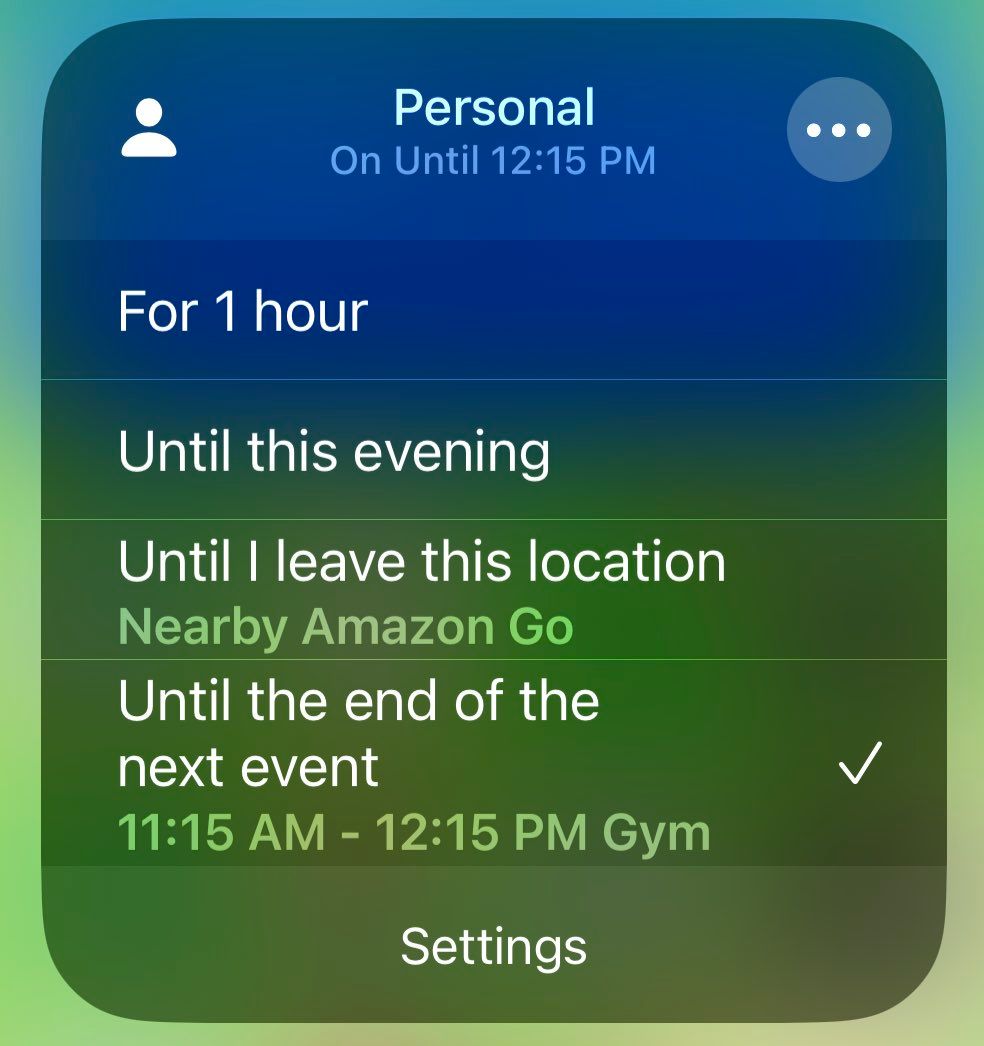 Personal
On Until 12:15 PM
For 1 hour
Until this evening
Until I leave this location
Nearby Amazon Go
Until the end of the
next event
11:15 AM - 12:15 PM Gym
Settings